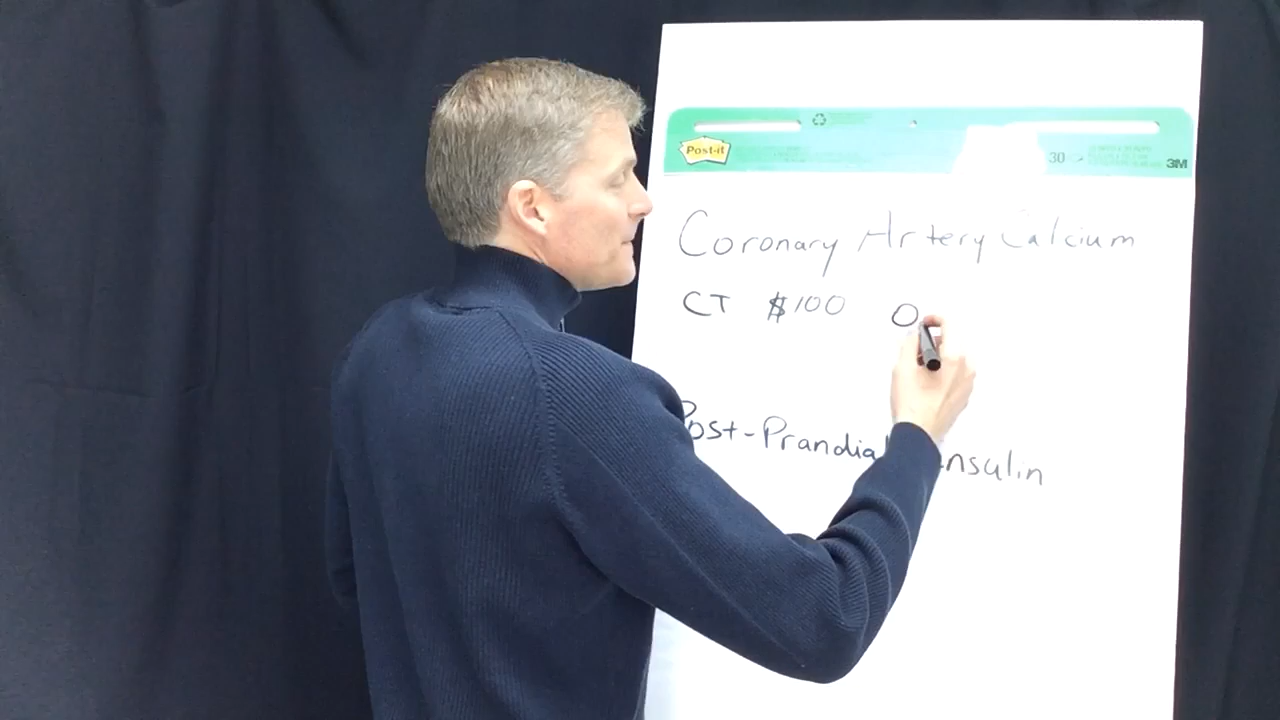 Post-it
30
3M
Coronary Artery Calcium
CT $100 0
Post-Prandial Insulin